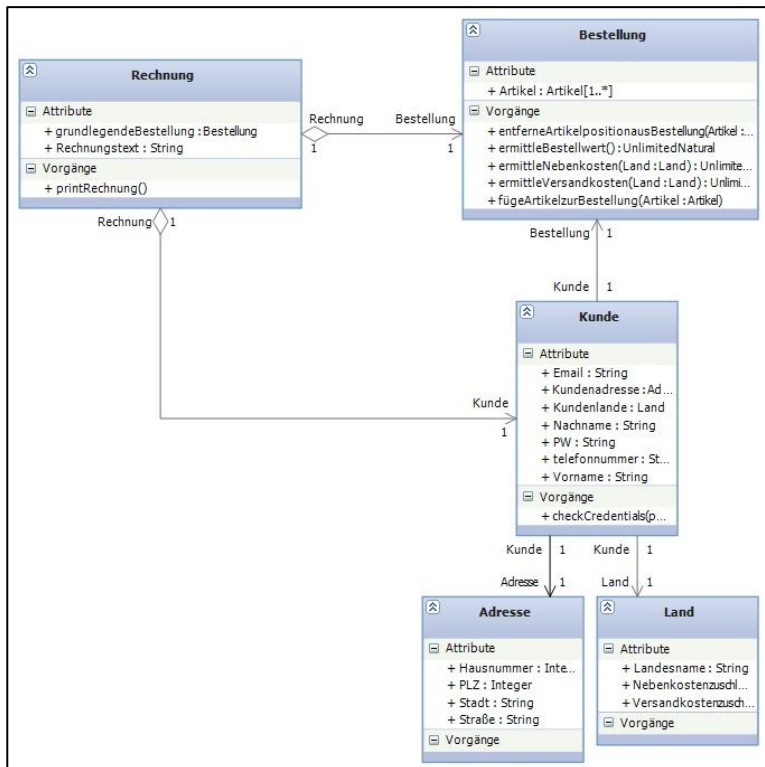 Rechnung
Attribute
+ grundlegendeBestellung : Bestellung
+ Rechnungstext : String
Vorgänge
+ printRechnung()
Rechnung
1
Bestellung
1
Bestellung
Attribute
+ Artikel : Artikel[1..*]
Vorgänge
+ entferneArtikelpositionausBestellung(Artikel :...
+ ermittleBestellwert() : UnlimitedNatural
+ ermittleNebenkosten(Land : Land) : Unlimite...
+ ermittleVersandkosten(Land : Land) : Unlimi...
+ fügeArtikelzurBestellung(Artikel : Artikel)
Rechnung 1
Bestellung 1
Kunde 1
Kunde
1
Kunde
Attribute
+ Email : String
+ Kundenadresse : Ad...
+ Kundenlande : Land
+ Nachname : String
+ PW : String
+ telefonnummer : St...
+ Vorname : String
Vorgänge
+ checkCredentials(p...
Kunde 1
Adresse 1
Kunde 1
Land 1
Adresse
Attribute
+ Hausnummer : Inte...
+ PLZ : Integer
+ Stadt : String
+ Straße : String
Vorgänge
Land
Attribute
+ Landesname : String
+ Nebenkostenzuschl...
+ Versandkostenzusch...
Vorgänge